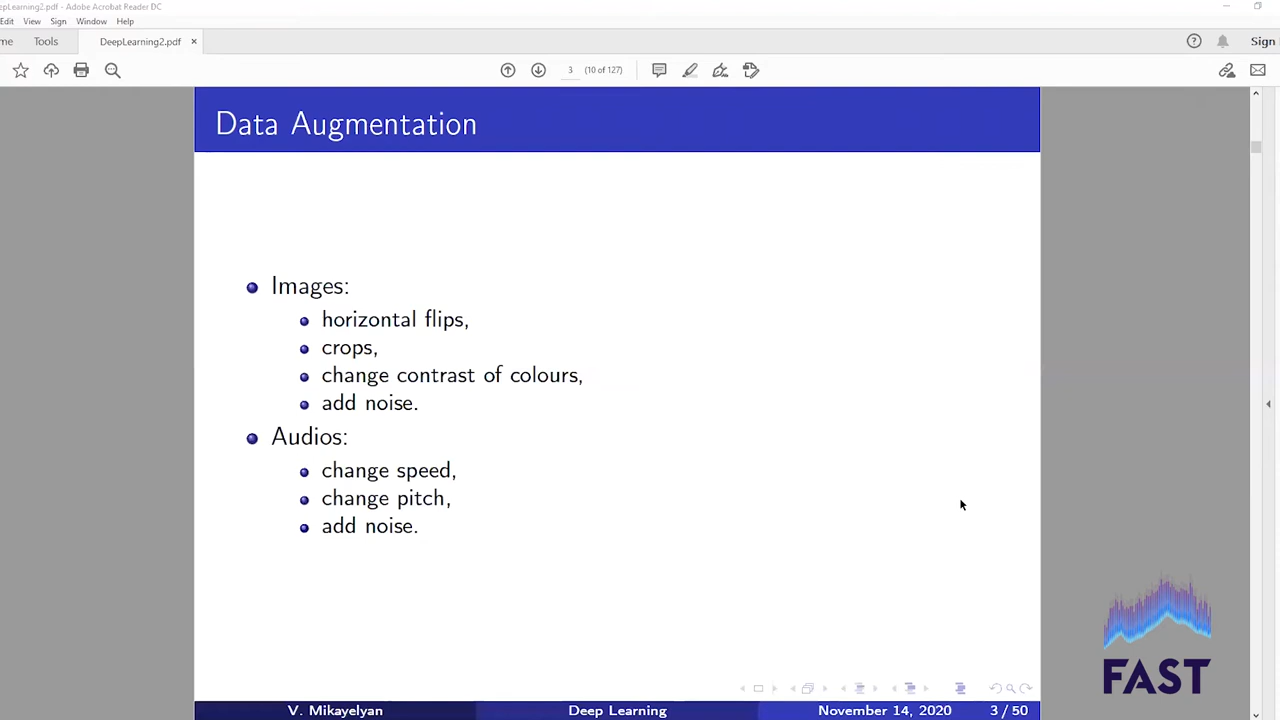 epLearning2.pdf - Adobe Acrobat Reader DC
Edit View Sign Window Help
me Tools DeepLearning2.pdf × Sign
3 (10 of 127)
Data Augmentation
Images:
horizontal flips,
crops,
change contrast of colours,
add noise.
Audios:
change speed,
change pitch,
add noise.
FAST
V. Mikayelyan Deep Learning November 14, 2020 3 / 50